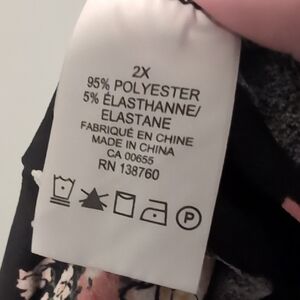 2X
95% POLYESTER
5% ÉLASTHANNE/
ELASTANE
FABRIQUÉ EN CHINE
MADE IN CHINA
CA 00655
RN 138760
P